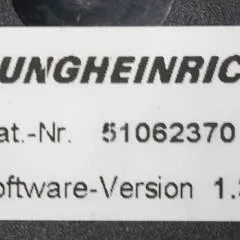 UNGHEINRIC
at.-Nr. 51062370
oftware-Version 1.